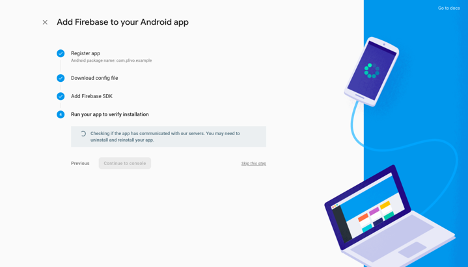 Go to docs
Add Firebase to your Android app
Register app
Android package name: com.jitvs.example
Download config file
Add Firebase SDK
Run your app to verify installation
Checking if the app has communicated with our servers. You may need to
uninstall and reinstall your app.
Previous
Continue to console
Skip this step